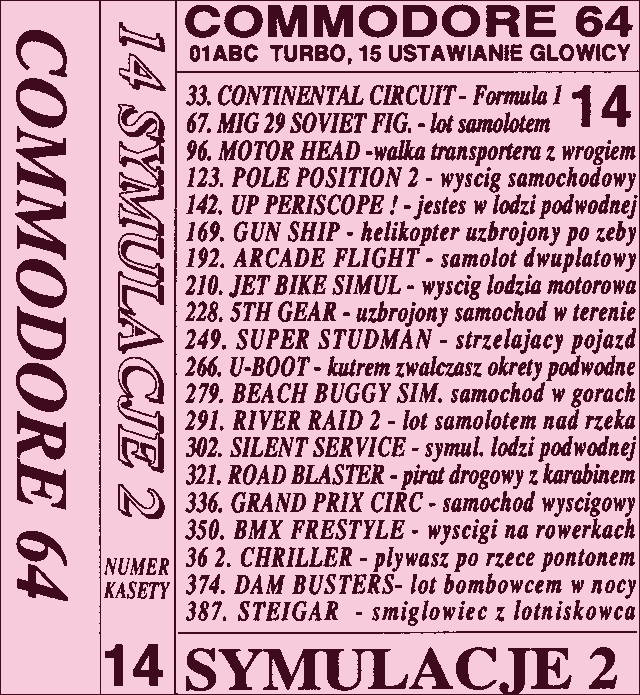 COMMODORE 64
14 SYMULACJE 2
NUMER
KASETY
14
COMMODORE 64
01ABC TURBO, 15 USTAWIANIE GLOWICY
14
33. CONTINENTAL CIRCUIT - Formula 1
67. MIG 29 SOVIET FIG. - lot samolotem
96. MOTOR HEAD -walka transportera z wrogiem
123. POLE POSITION 2 - wyscig samochodowy
142. UP PERISCOPE ! - jestes w lodzi podwodnej
169. GUN SHIP - helikopter uzbrojony po zeby
192. ARCADE FLIGHT - samolot dwuplatowy
210. JET BIKE SIMUL - wyscig lodzia motorowa
228. 5TH GEAR - uzbrojony samochod w terenie
249. SUPER STUDMAN - strzelajacy pojazd
266. U-BOOT - kutrem zwalczasz okrety podwodne
279. BEACH BUGGY SIM. samochod w gorach
291. RIVER RAID 2 - lot samolotem nad rzeka
302. SILENT SERVICE - symul. lodzi podwodnej
321. ROAD BLASTER - pirat drogowy z karabinem
336. GRAND PRIX CIRC - samochod wyscigowy
350. BMX FRESTYLE - wyscigi na rowerkach
36 2. CHRILLER - plywasz po rzece pontonem
374. DAM BUSTERS- lot bombowcem w nocy
387. STEIGAR - smiglowiec z lotniskowca
SYMULACJE 2